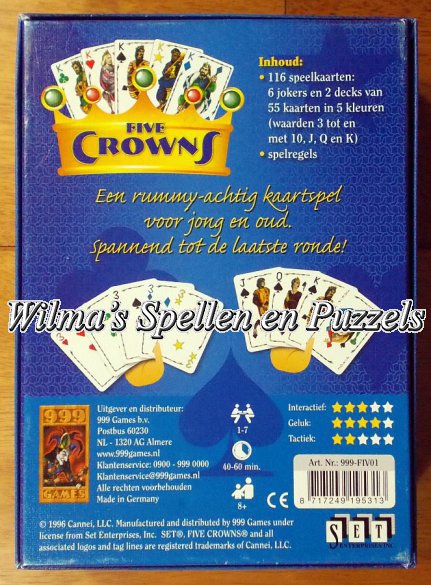 FIVE
CROWNS
Inhoud:
• 116 speelkaarten:
6 jokers en 2 decks van
55 kaarten in 5 kleuren
(waarden 3 tot en
met 10, J, Q en K)
• spelregels
Een rummy-achtig kaartspel
voor jong en oud.
Spannend tot de laatste ronde!
Wilma's Spellen en Puzzels
999
GAMES
Uitgever en distributeur:
999 Games b.v.
Postbus 60230
NL - 1320 AG Almere
www.999games.nl
Klantenservice: 0900 - 999 0000
Klantenservice@999games.nl
Alle rechten voorbehouden
Made in Germany
1-7
40-60 min.
8+
Interactief:
Geluk:
Tactiek:
Art. Nr.: 999-FIV01
8 717249 195313
© 1996 Cannei, LLC. Manufactured and distributed by 999 Games under
license from Set Enterprises, Inc. SET®, FIVE CROWNS® and all
associated logos and tag lines are registered trademarks of Cannei, LLC.
SET
ENTERPRISES INC.